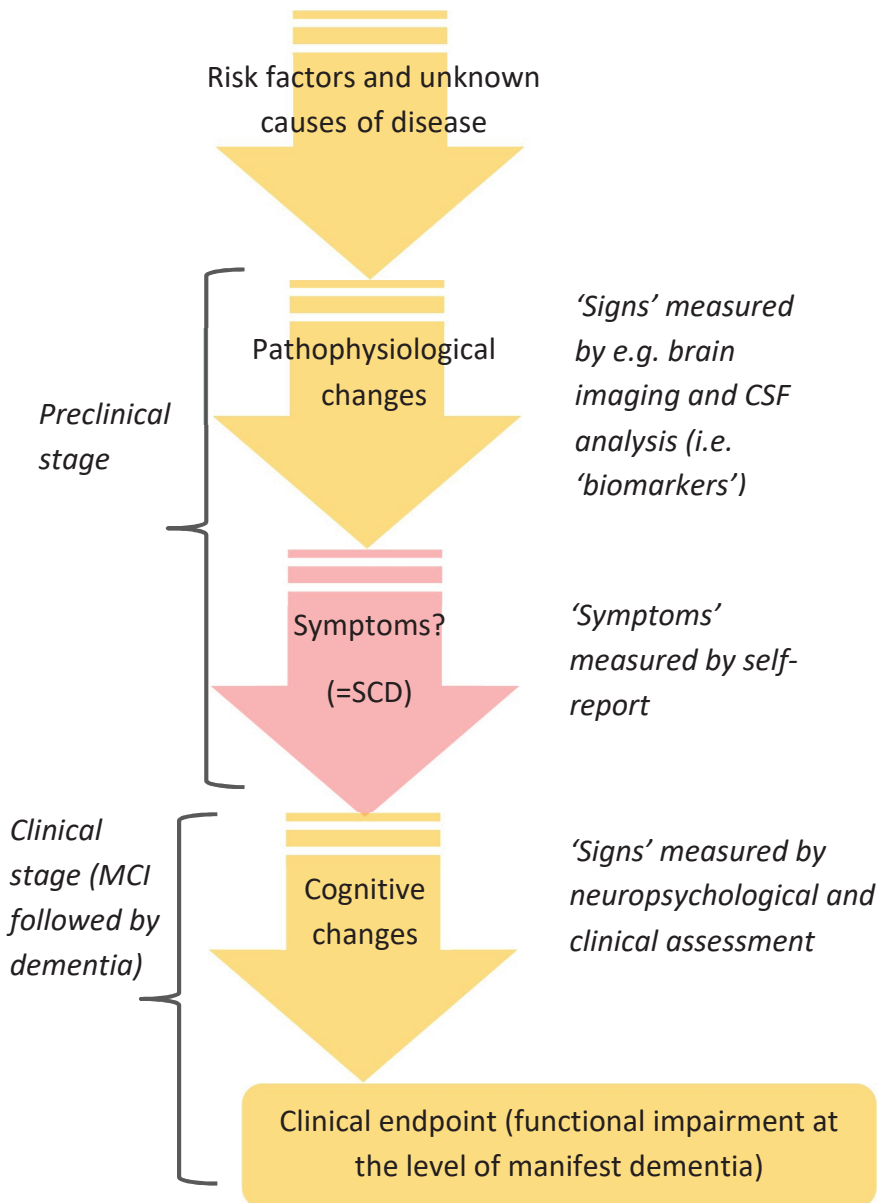 Risk factors and unknown
causes of disease
Preclinical
stage
Pathophysiological
changes
‘Signs’ measured
by e.g. brain
imaging and CSF
analysis (i.e.
‘biomarkers’)
Symptoms?
(=SCD)
‘Symptoms’
measured by self-
report
Clinical
stage (MCI
followed by
dementia)
Cognitive
changes
‘Signs’ measured by
neuropsychological and
clinical assessment
Clinical endpoint (functional impairment at
the level of manifest dementia)